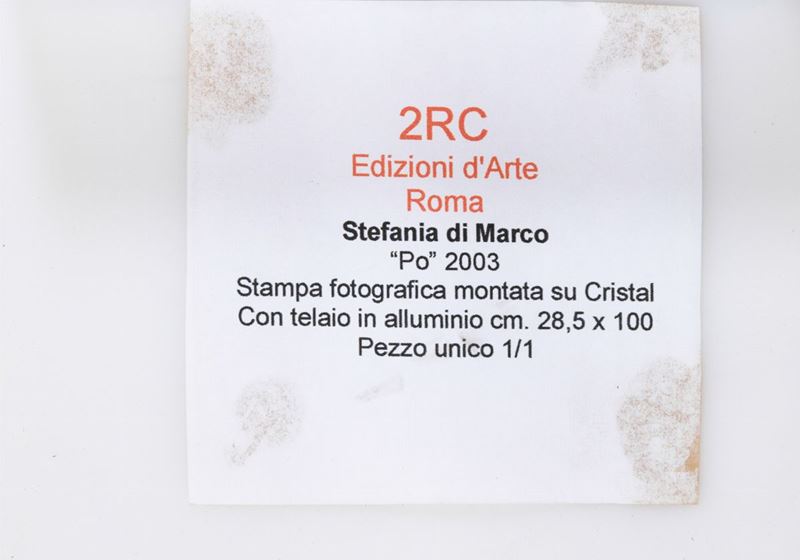 2RC
Edizioni d'Arte
Roma
Stefania di Marco
“Po” 2003
Stampa fotografica montata su Cristal
Con telaio in alluminio cm. 28,5 x 100
Pezzo unico 1/1